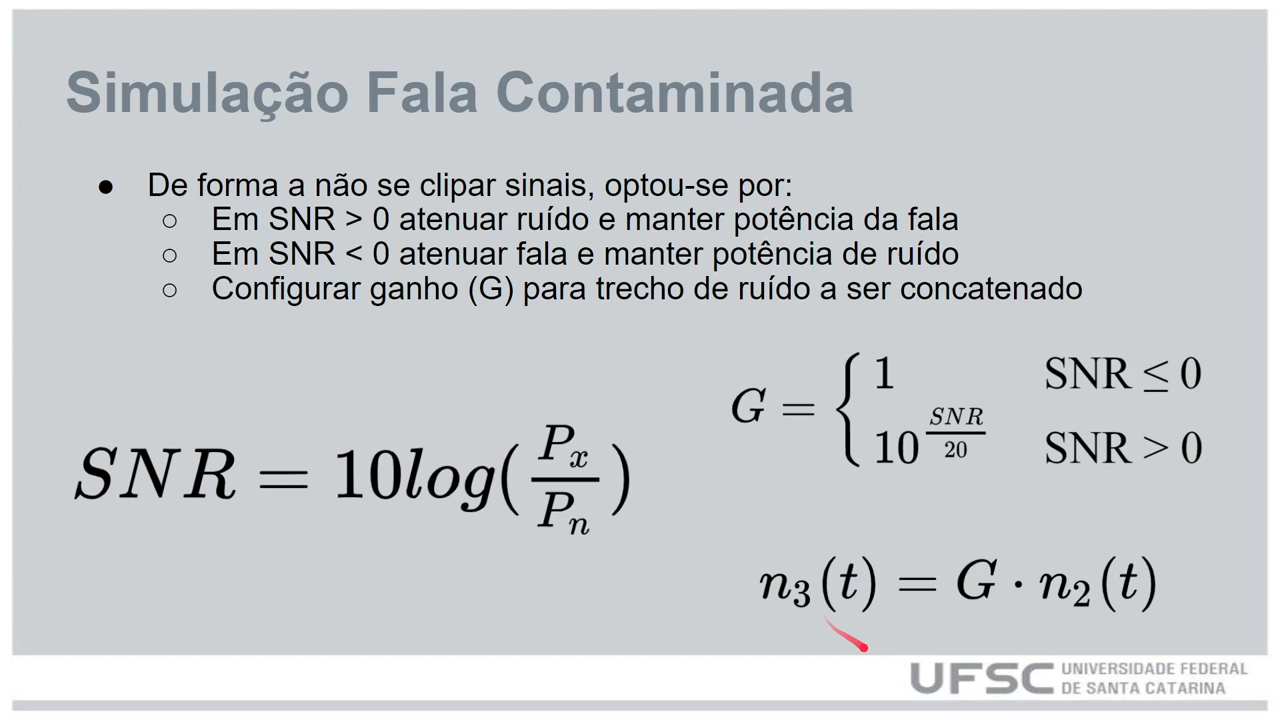 Simulação Fala Contaminada
● De forma a não se clipar sinais, optou-se por:
○ Em SNR > 0 atenuar ruído e manter potência da fala
○ Em SNR < 0 atenuar fala e manter potência de ruído
○ Configurar ganho (G) para trecho de ruído a ser concatenado
SNR = 10log(P_x/P_n)
G = { 1 SNR ≤ 0
10^(SNR/20) SNR > 0
n₃(t) = G · n₂(t)
UFSC UNIVERSIDADE FEDERAL
DE SANTA CATARINA